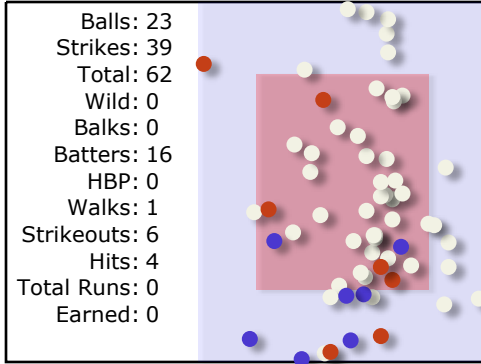 Balls: 23
Strikes: 39
Total: 62
Wild: 0
Balks: 0
Batters: 16
HBP: 0
Walks: 1
Strikeouts: 6
Hits: 4
Total Runs: 0
Earned: 0